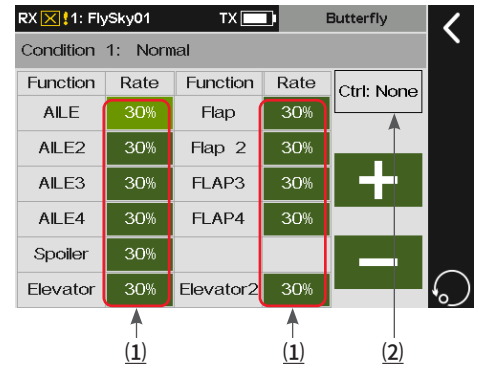 RX !1: FlySky01 TX Butterfly
Condition 1: Normal
Function Rate Function Rate Ctrl: None
AILE 30% Flap 30%
AILE2 30% Flap 2 30%
AILE3 30% FLAP3 30%
AILE4 30% FLAP4 30%
Spoiler 30%
Elevator 30% Elevator2 30%
(1) (1) (2)